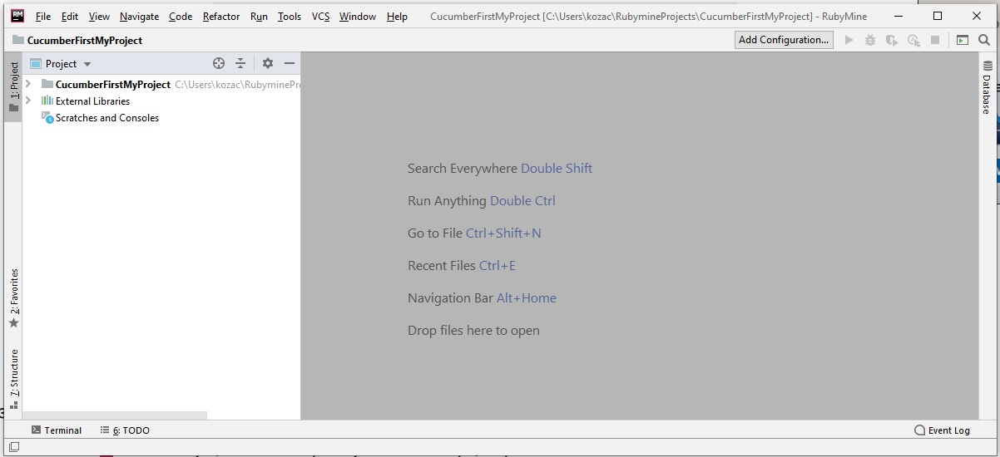 RM File Edit View Navigate Code Refactor Run Tools VCS Window Help CucumberFirstMyProject [C:\Users\kozac\RubymineProjects\CucumberFirstMyProject] - RubyMine
CucumberFirstMyProject Add Configuration...
1: Project
Project
CucumberFirstMyProject C:\Users\kozac\RubyminePr
External Libraries
Scratches and Consoles
Database
Search Everywhere Double Shift
Run Anything Double Ctrl
Go to File Ctrl+Shift+N
Recent Files Ctrl+E
Navigation Bar Alt+Home
Drop files here to open
2: Favorites
7: Structure
Terminal 6: TODO Event Log